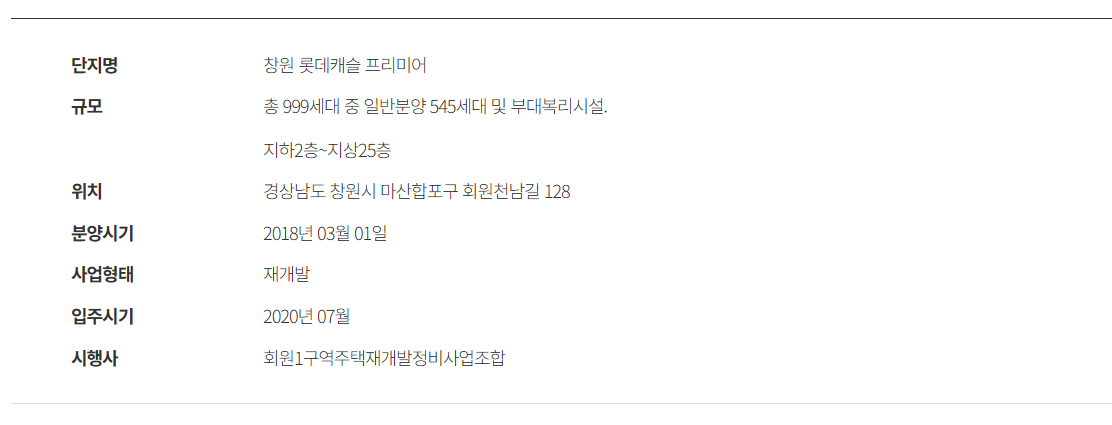 단지명 창원 롯데캐슬 프리미어
규모 총 999세대 중 일반분양 545세대 및 부대복리시설.
지하2층~지상25층
위치 경상남도 창원시 마산합포구 회원천남길 128
분양시기 2018년 03월 01일
사업형태 재개발
입주시기 2020년 07월
시행사 회원1구역주택재개발정비사업조합